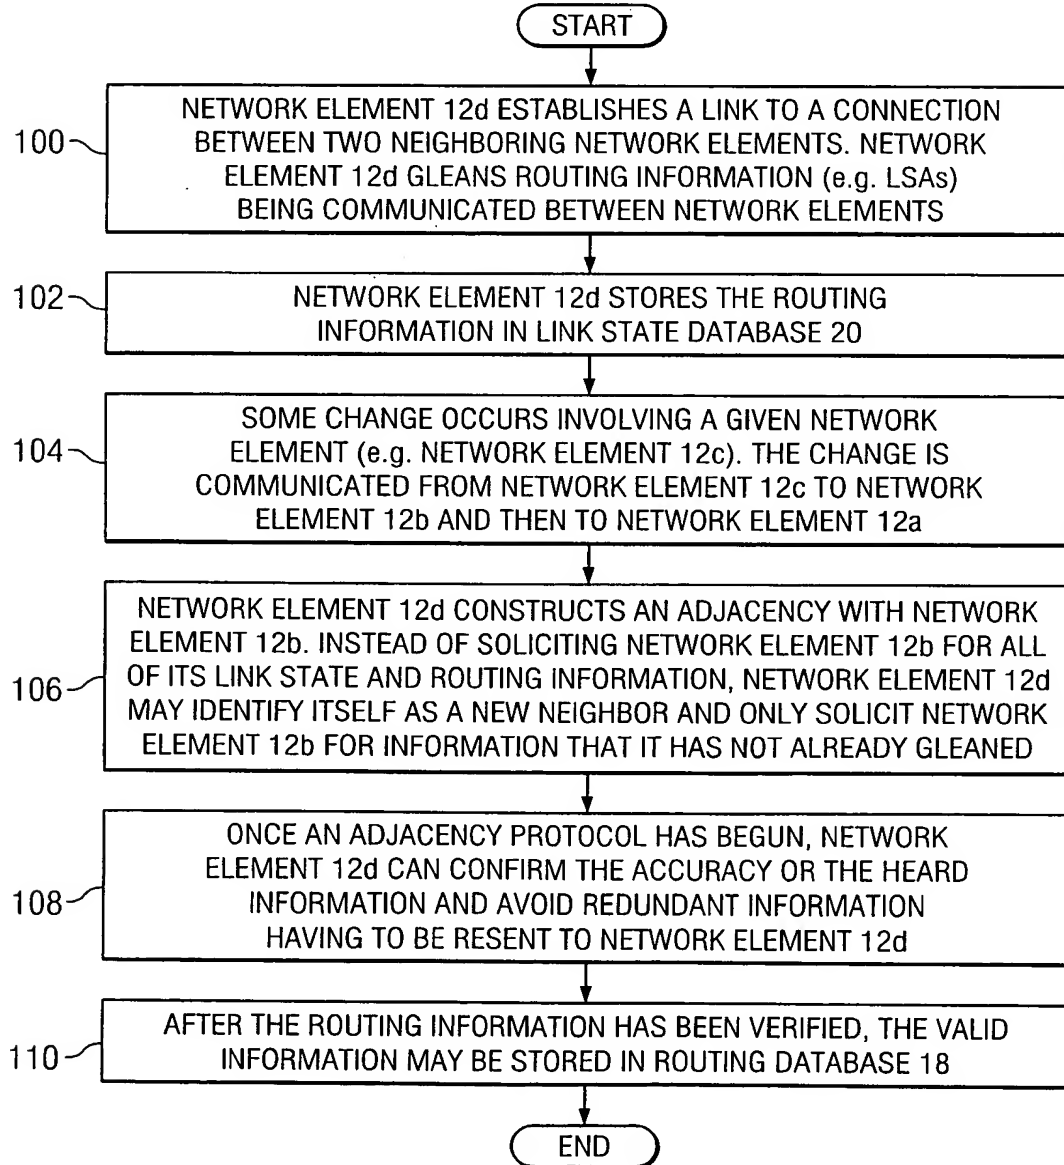 START
100
NETWORK ELEMENT 12d ESTABLISHES A LINK TO A CONNECTION
BETWEEN TWO NEIGHBORING NETWORK ELEMENTS. NETWORK
ELEMENT 12d GLEANS ROUTING INFORMATION (e.g. LSAs)
BEING COMMUNICATED BETWEEN NETWORK ELEMENTS
102
NETWORK ELEMENT 12d STORES THE ROUTING
INFORMATION IN LINK STATE DATABASE 20
104
SOME CHANGE OCCURS INVOLVING A GIVEN NETWORK
ELEMENT (e.g. NETWORK ELEMENT 12c). THE CHANGE IS
COMMUNICATED FROM NETWORK ELEMENT 12c TO NETWORK
ELEMENT 12b AND THEN TO NETWORK ELEMENT 12a
106
NETWORK ELEMENT 12d CONSTRUCTS AN ADJACENCY WITH NETWORK
ELEMENT 12b. INSTEAD OF SOLICITING NETWORK ELEMENT 12b FOR ALL
OF ITS LINK STATE AND ROUTING INFORMATION, NETWORK ELEMENT 12d
MAY IDENTIFY ITSELF AS A NEW NEIGHBOR AND ONLY SOLICIT NETWORK
ELEMENT 12b FOR INFORMATION THAT IT HAS NOT ALREADY GLEANED
108
ONCE AN ADJACENCY PROTOCOL HAS BEGUN, NETWORK
ELEMENT 12d CAN CONFIRM THE ACCURACY OR THE HEARD
INFORMATION AND AVOID REDUNDANT INFORMATION
HAVING TO BE RESENT TO NETWORK ELEMENT 12d
110
AFTER THE ROUTING INFORMATION HAS BEEN VERIFIED, THE VALID
INFORMATION MAY BE STORED IN ROUTING DATABASE 18
END